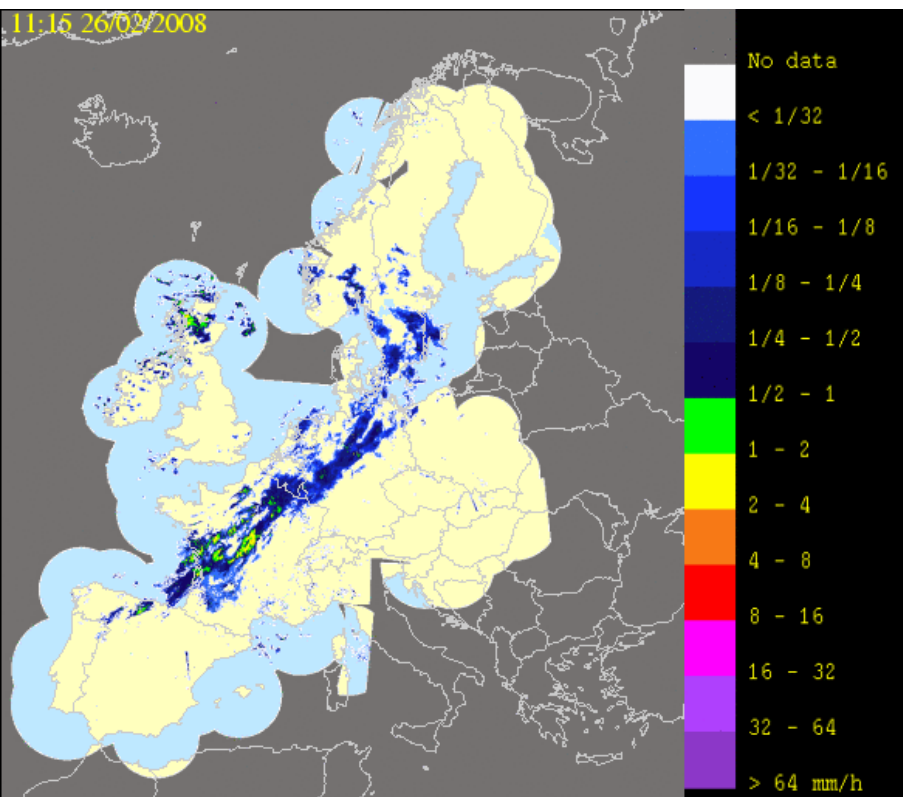 11:15 26/02/2008
No data
< 1/32
1/32 - 1/16
1/16 - 1/8
1/8 - 1/4
1/4 - 1/2
1/2 - 1
1 - 2
2 - 4
4 - 8
8 - 16
16 - 32
32 - 64
> 64 mm/h